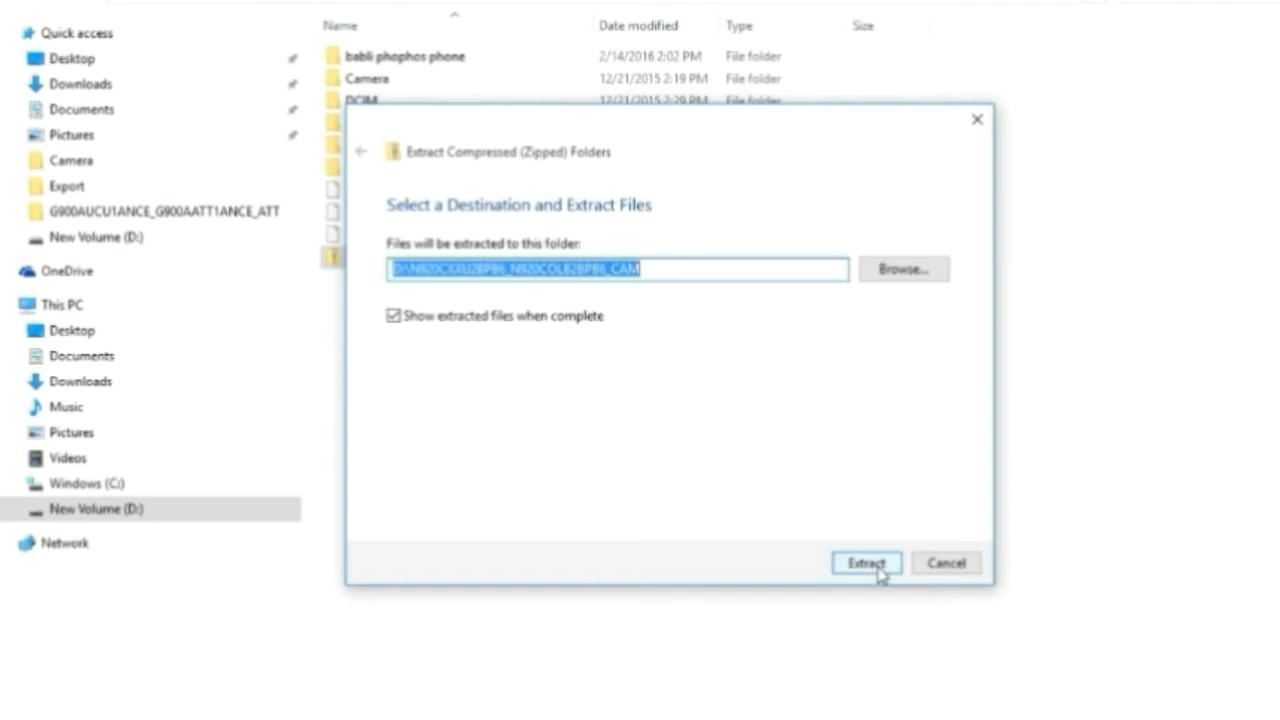 Name Date modified Type Size
Quick access
Desktop
Downloads
Documents
Pictures
Camera
Export
G900AUCU1ANCE_G900AATT1ANCE_ATT
New Volume (D:)
OneDrive
This PC
Desktop
Documents
Downloads
Music
Pictures
Videos
Windows (C:)
New Volume (D:)
Network
babli phophos phone 2/14/2016 2:02 PM File folder
Camera 12/21/2015 2:19 PM File folder
DCIM 12/21/2015 2:29 PM File folder
Extract Compressed (Zipped) Folders
Select a Destination and Extract Files
Files will be extracted to this folder:
D:\N920CXXU2BPB6_N920COLB2BPB6_CAM
Browse...
Show extracted files when complete
Extract Cancel